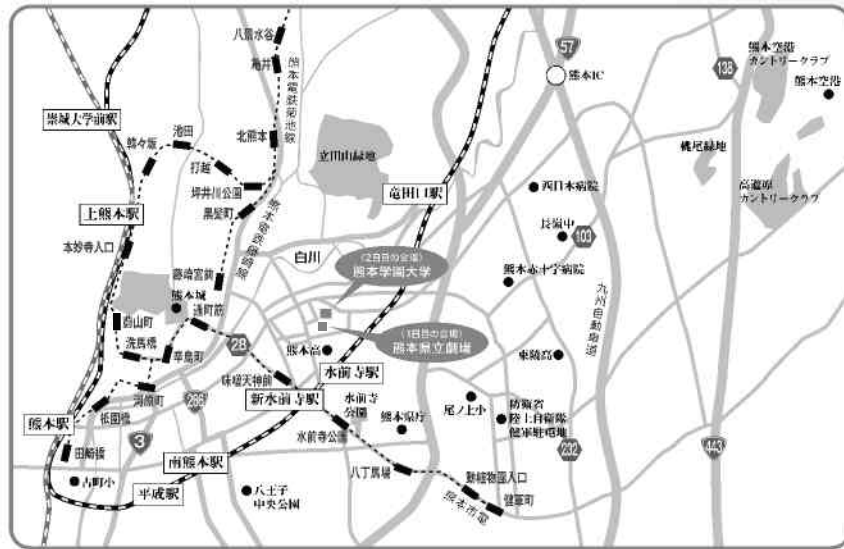 八景水谷
亀井
熊本電鉄菊池線
57
熊本IC
138
熊本空港
カントリークラブ
熊本空港
崇城大学前駅
池田
韓々坂
打越
北熊本
立田山緑地
坪井川公園
竜田口駅
西日本病院
桃尾緑地
高遊原
カントリークラブ
黒髪町
上熊本駅
長嶺中
103
本妙寺入口
白川
(2日目の会場)
熊本学園大学
熊本赤十字病院
藤崎宮前
熊本城
通町筋
九州自動車道
蔚山町
洗馬橋
辛島町
28
熊本高
(1日目の会場)
熊本県立劇場
東稜高
味噌天神前
水前寺駅
河原町
266
新水前寺駅
水前寺
公園
尾ノ上小
防衛省
陸上自衛隊
健軍駐屯地
熊本駅
祇園橋
3
水前寺公園
熊本県庁
232
443
田崎橋
南熊本駅
八丁馬場
動植物園入口
古町小
平成駅
八王子
中央公園
熊本市電
健軍町